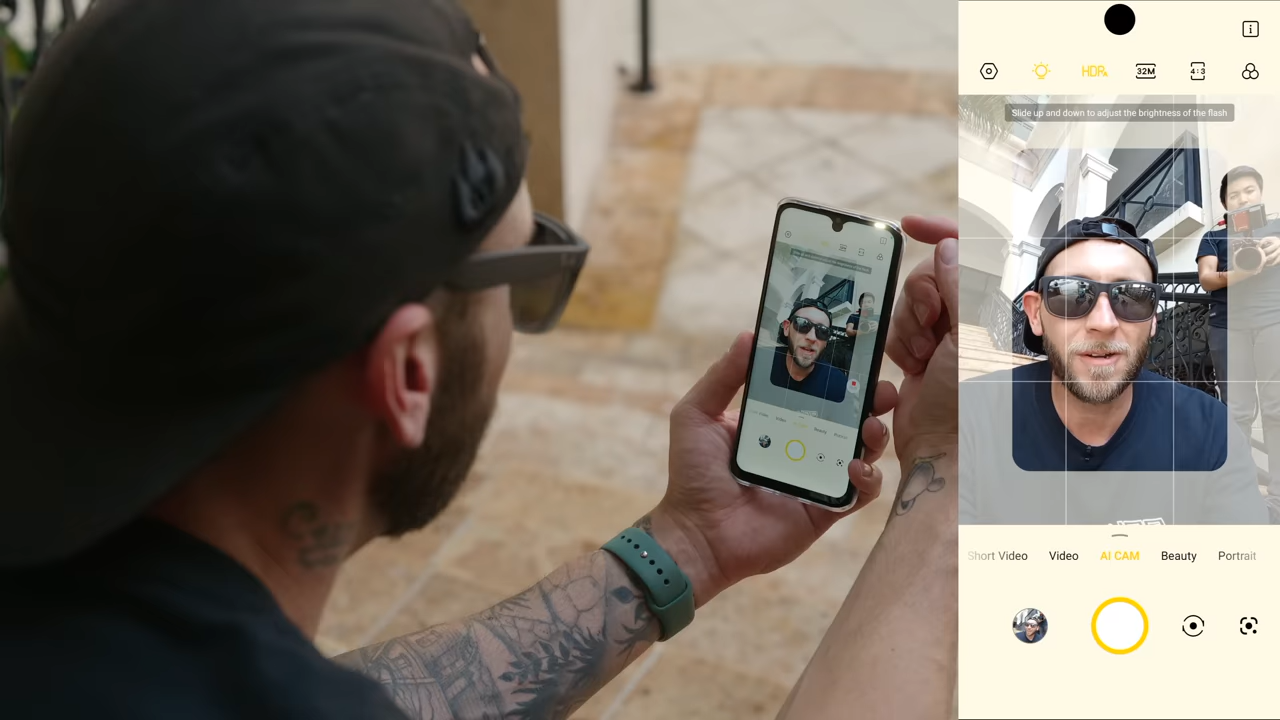 HDR
32M
4:3
Slide up and down to adjust the brightness of the flash
Short Video Video AI CAM Beauty Portrait